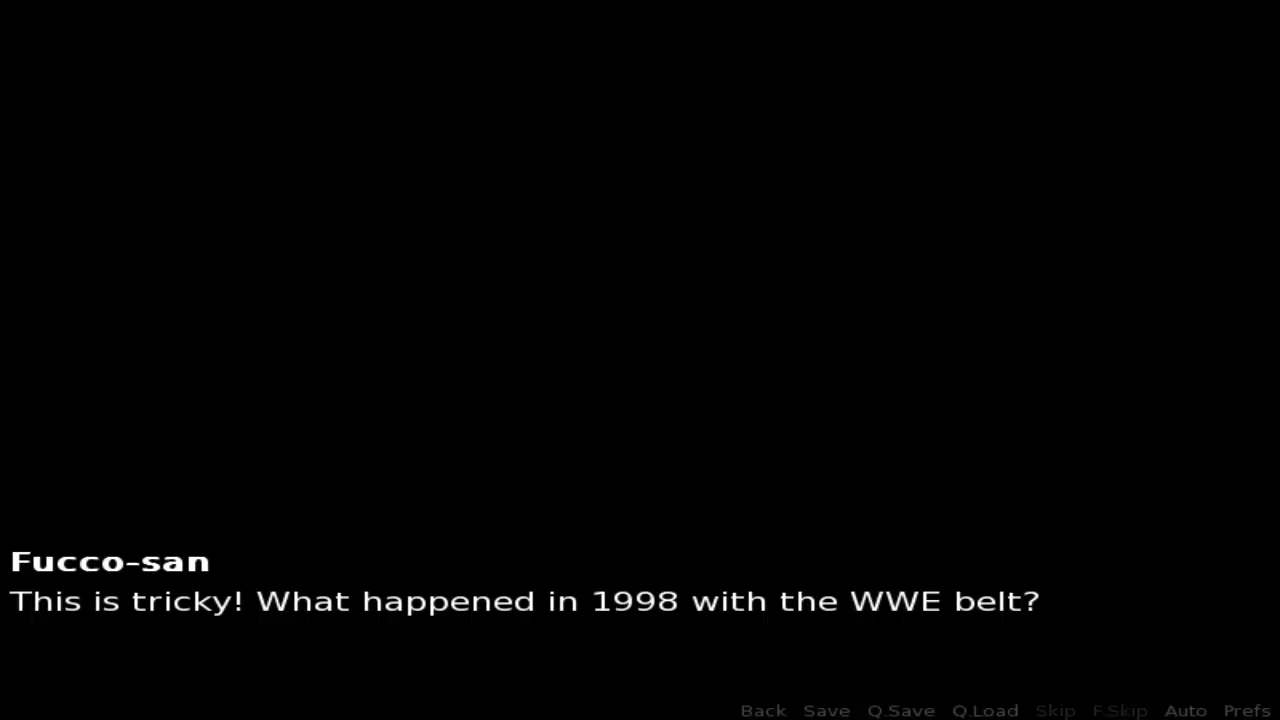 Fucco-san
This is tricky! What happened in 1998 with the WWE belt?
Back Save Q.Save Q.Load Skip F.Skip Auto Prefs